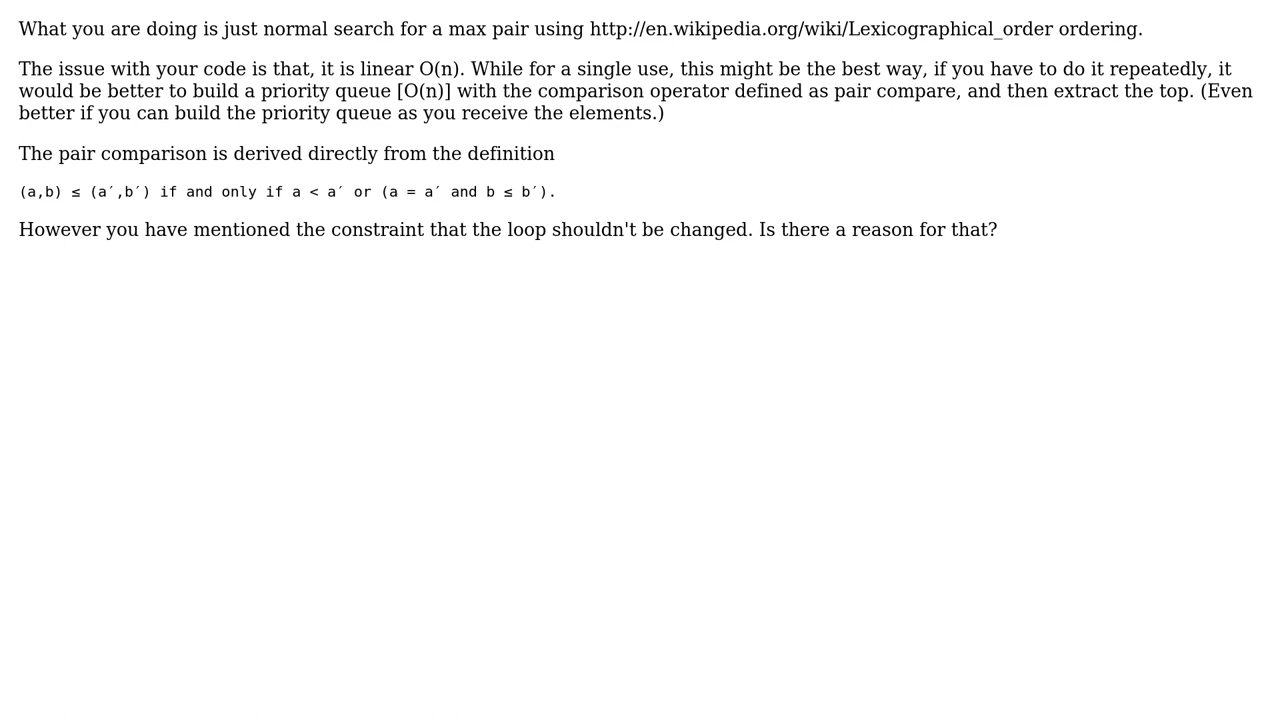 What you are doing is just normal search for a max pair using http://en.wikipedia.org/wiki/Lexicographical_order ordering.
The issue with your code is that, it is linear O(n). While for a single use, this might be the best way, if you have to do it repeatedly, it
would be better to build a priority queue [O(n)] with the comparison operator defined as pair compare, and then extract the top. (Even
better if you can build the priority queue as you receive the elements.)
The pair comparison is derived directly from the definition
(a,b) ≤ (a′,b′) if and only if a < a′ or (a = a′ and b ≤ b′).
However you have mentioned the constraint that the loop shouldn't be changed. Is there a reason for that?